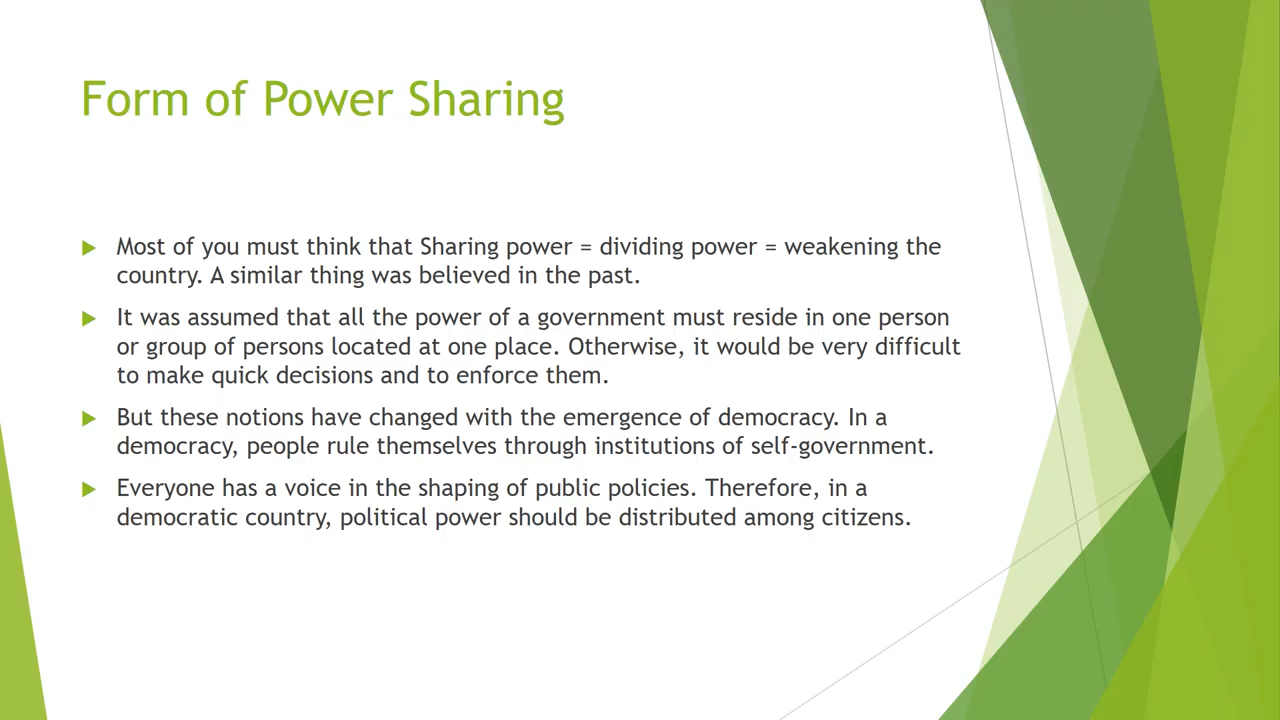 Form of Power Sharing
Most of you must think that Sharing power = dividing power = weakening the
country. A similar thing was believed in the past.
It was assumed that all the power of a government must reside in one person
or group of persons located at one place. Otherwise, it would be very difficult
to make quick decisions and to enforce them.
But these notions have changed with the emergence of democracy. In a
democracy, people rule themselves through institutions of self-government.
Everyone has a voice in the shaping of public policies. Therefore, in a
democratic country, political power should be distributed among citizens.